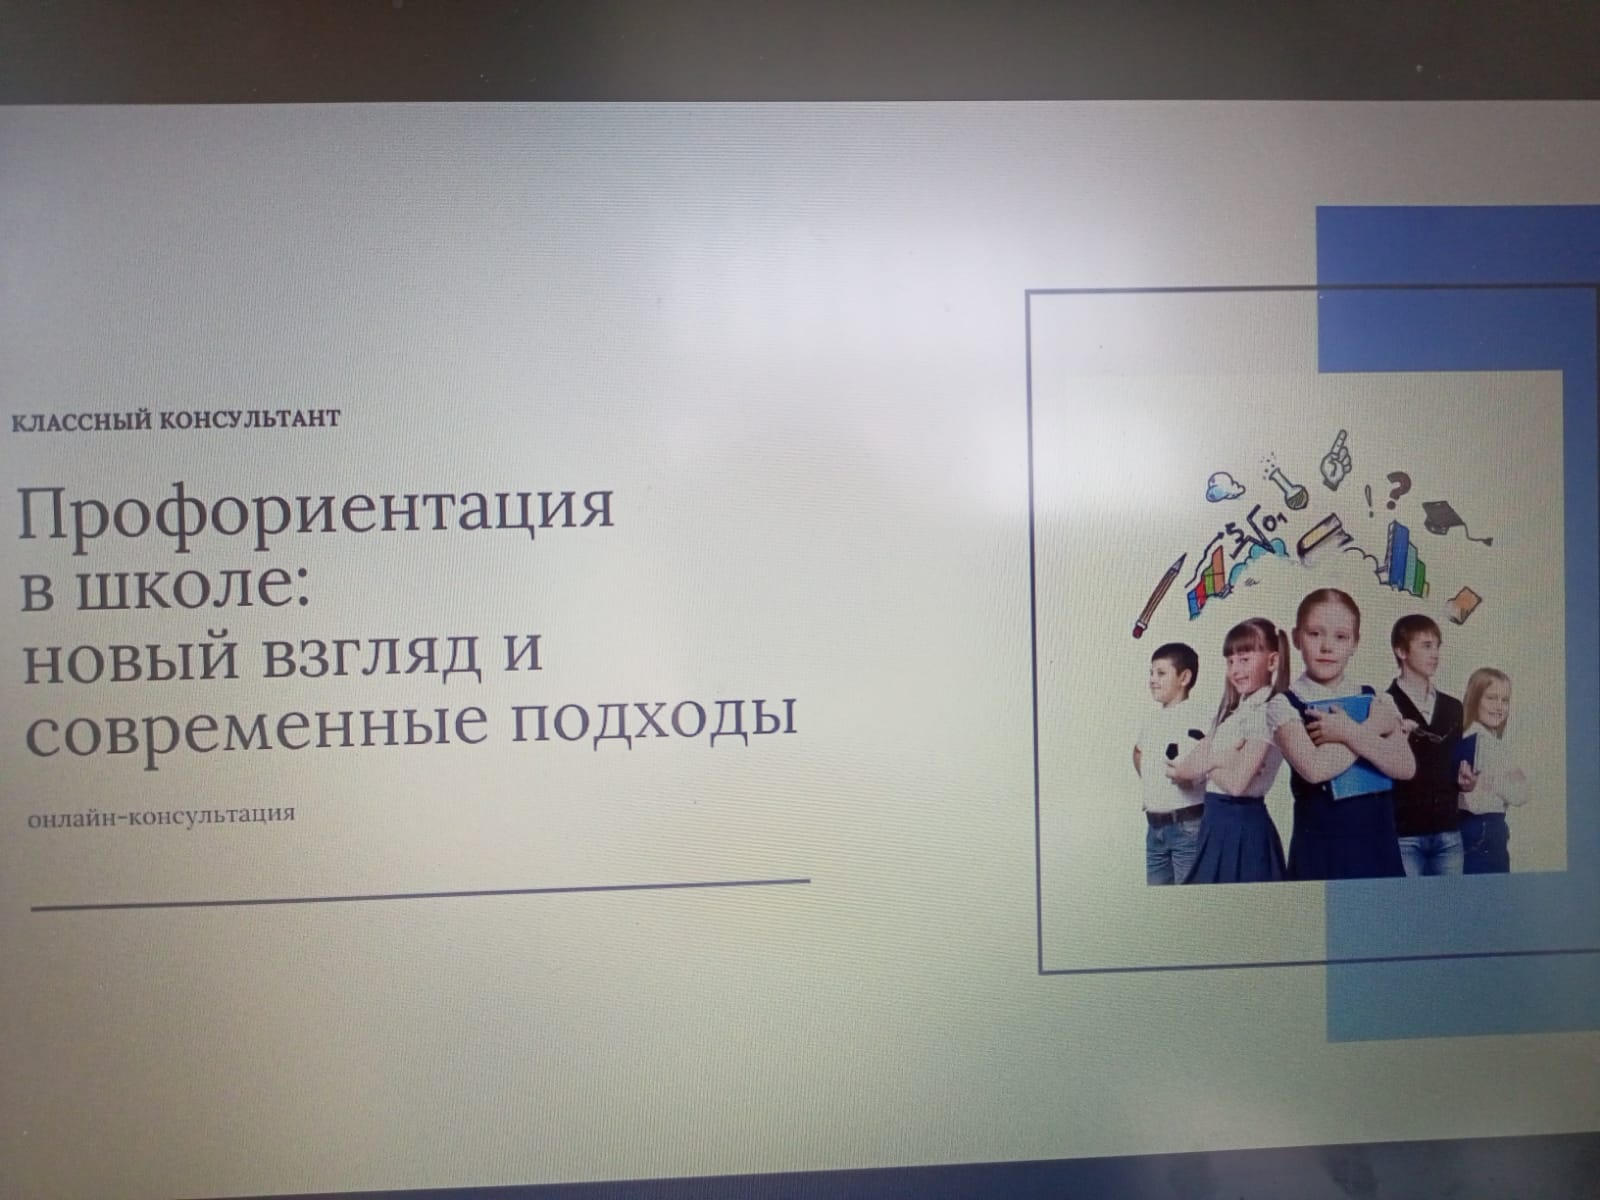 КЛАССНЫЙ КОНСУЛЬТАНТ
Профориентация
в школе:
новый взгляд и
современные подходы
онлайн-консультация